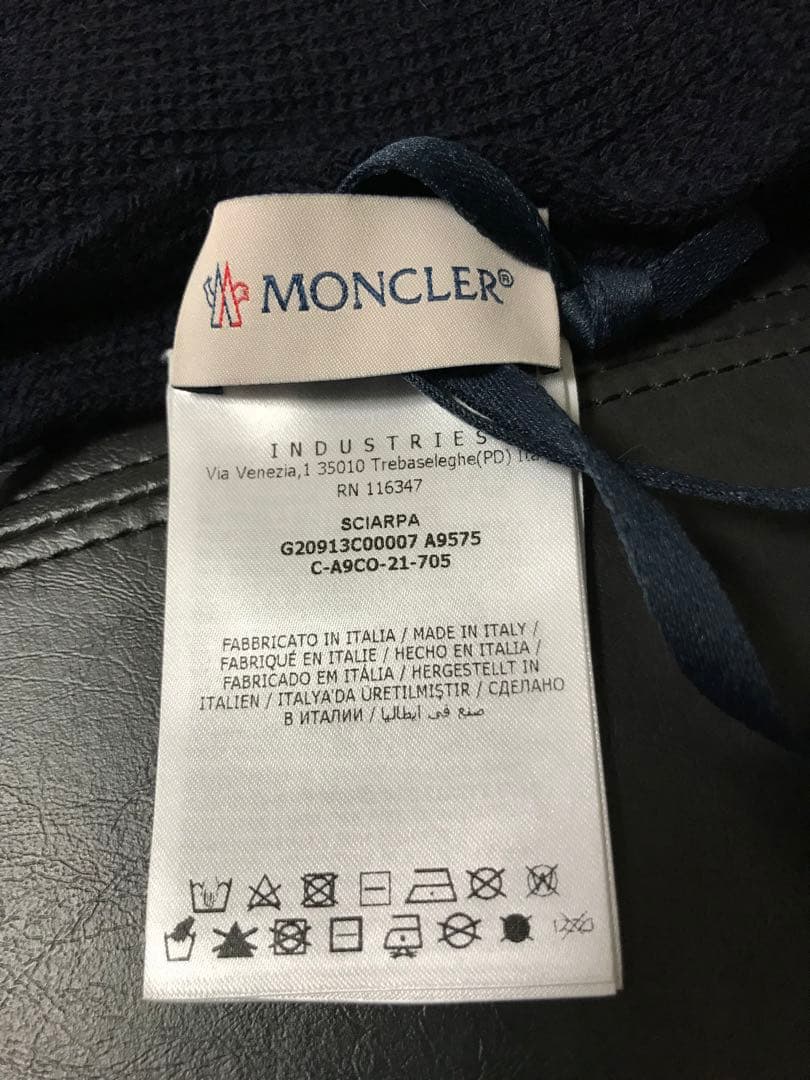 MONCLER®
INDUSTRIES
Via Venezia,1 35010 Trebaseleghe(PD)
RN 116347
SCIARPA
G20913C00007 A9575
C-A9CO-21-705
FABBRICATO IN ITALIA / MADE IN ITALY /
FABRIQUÉ EN ITALIE / HECHO EN ITALIA /
FABRICADO EM ITÁLIA / HERGESTELLT IN
ITALIEN / ITALYA'DA ÜRETILMIŞTIR / СДЕЛАНО
В ИТАЛИИ / صنع في ايطاليا